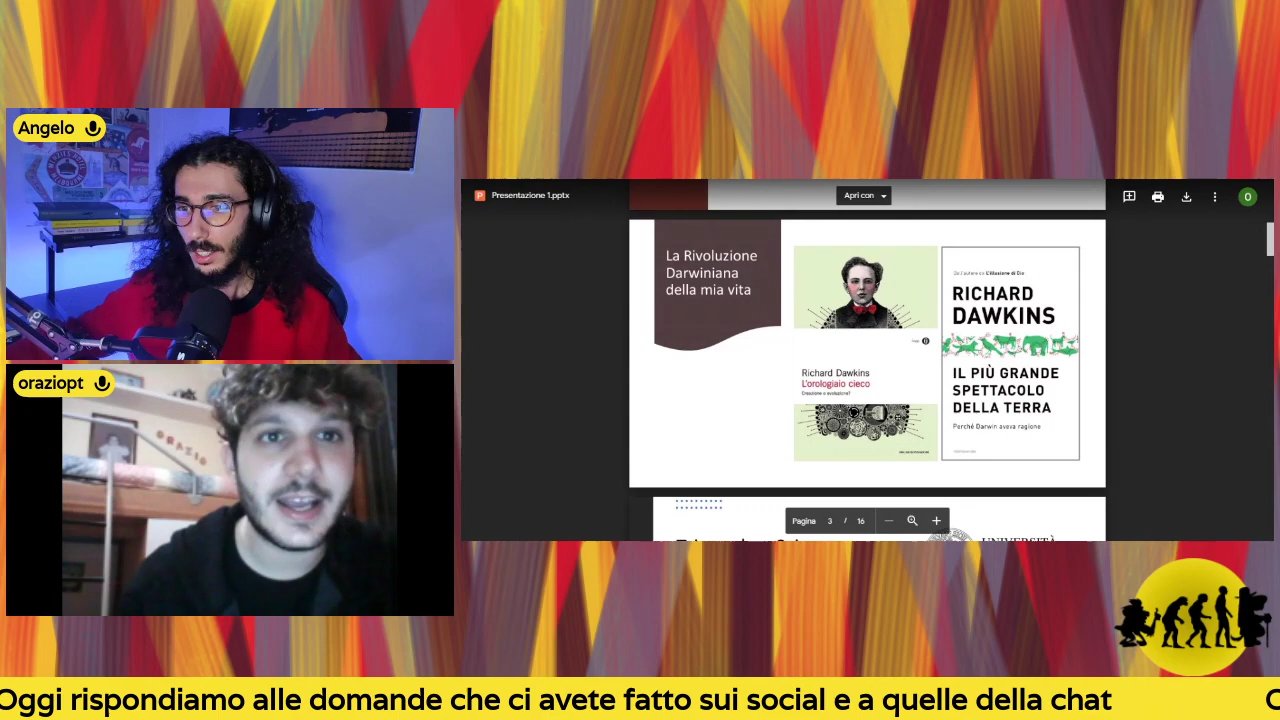 Angelo
oraziopt
ORAZIO
Presentazione 1.pptx
Apri con
O
La Rivoluzione
Darwiniana
della mia vita
Richard Dawkins
L'orologiaio cieco
Creazione o evoluzione?
Dall'autore de L'illusione di Dio
RICHARD
DAWKINS
IL PIÙ GRANDE
SPETTACOLO
DELLA TERRA
Perché Darwin aveva ragione
Pagina 3 / 16
UNIVERSITÀ
Oggi rispondiamo alle domande che ci avete fatto sui social e a quelle della chat